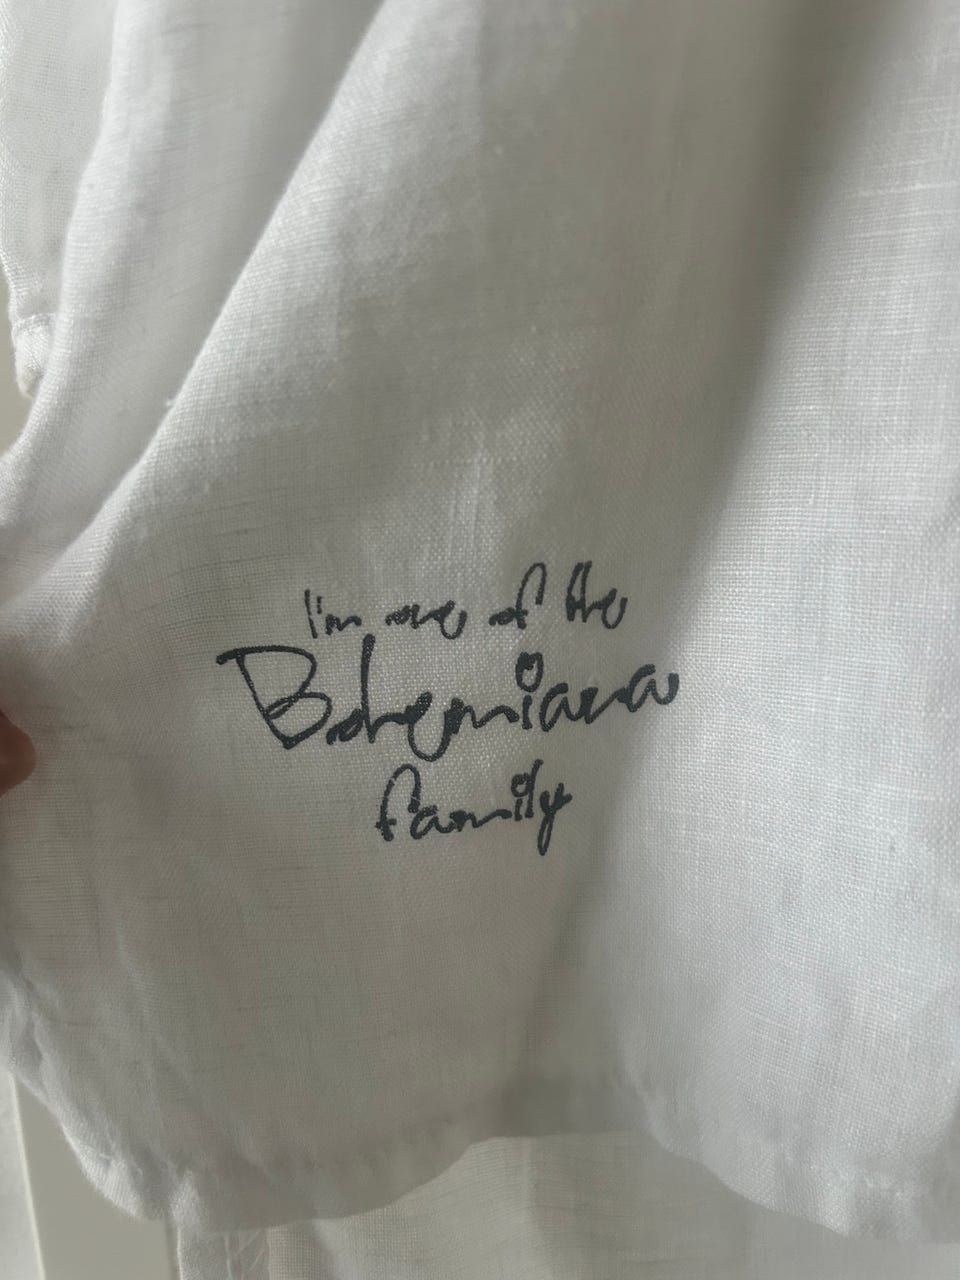 I'm one of the
Bohemiana
family